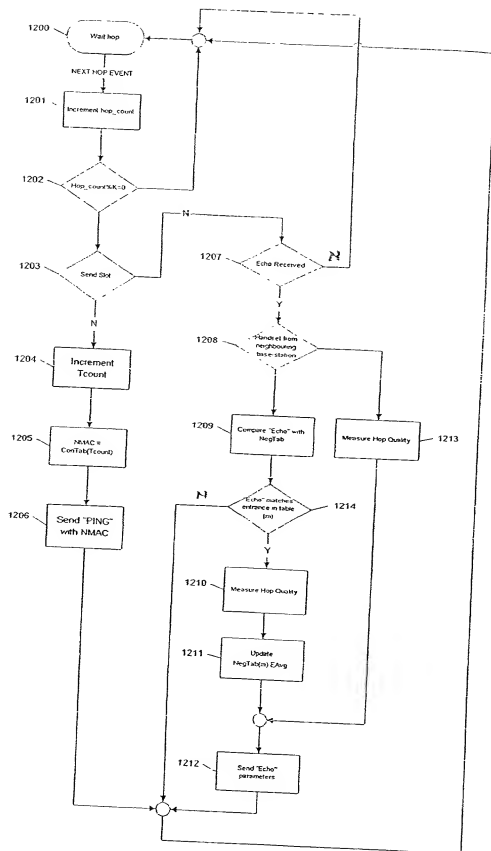 1200
Wait hop
NEXT HOP EVENT
1201
Increment hop_count
1202
Hop_count%K=0
N
1203
Send Slot
1207
Echo Received
N
Y
N
1208
Handset from
neighbouring
base-station
1204
Increment
Tcount
1209
Compare "Echo" with
NegTab
Measure Hop Quality
1213
1205
NMAC =
ConTab(Tcount)
N
"Echo" matches
entrance in table
(m)
1214
1206
Send "PING"
with NMAC
Y
1210
Measure Hop Quality
1211
Update
NegTab(m).EAvg
1212
Send "Echo"
parameters